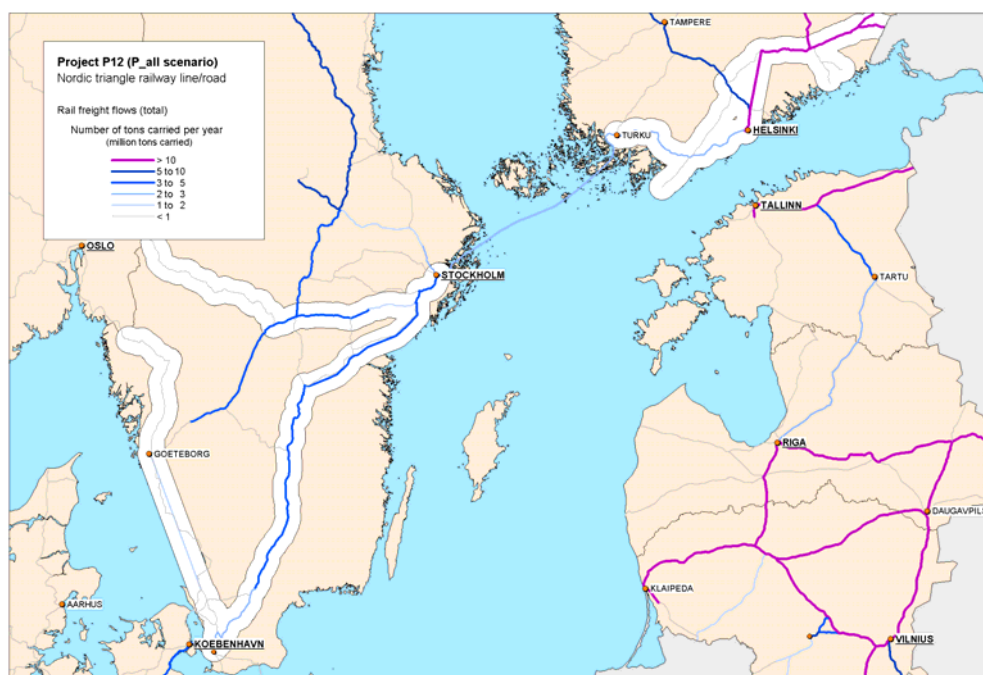 Project P12 (P_all scenario)
Nordic triangle railway line/road
Rail freight flows (total)
Number of tons carried per year
(million tons carried)
> 10
5 to 10
3 to 5
2 to 3
1 to 2
< 1
TAMPERE
TURKU
HELSINKI
TALLINN
OSLO
STOCKHOLM
TARTU
RIGA
GOETEBORG
DAUGAVPILS
KLAIPEDA
AARHUS
KOEBENHAVN
VILNIUS